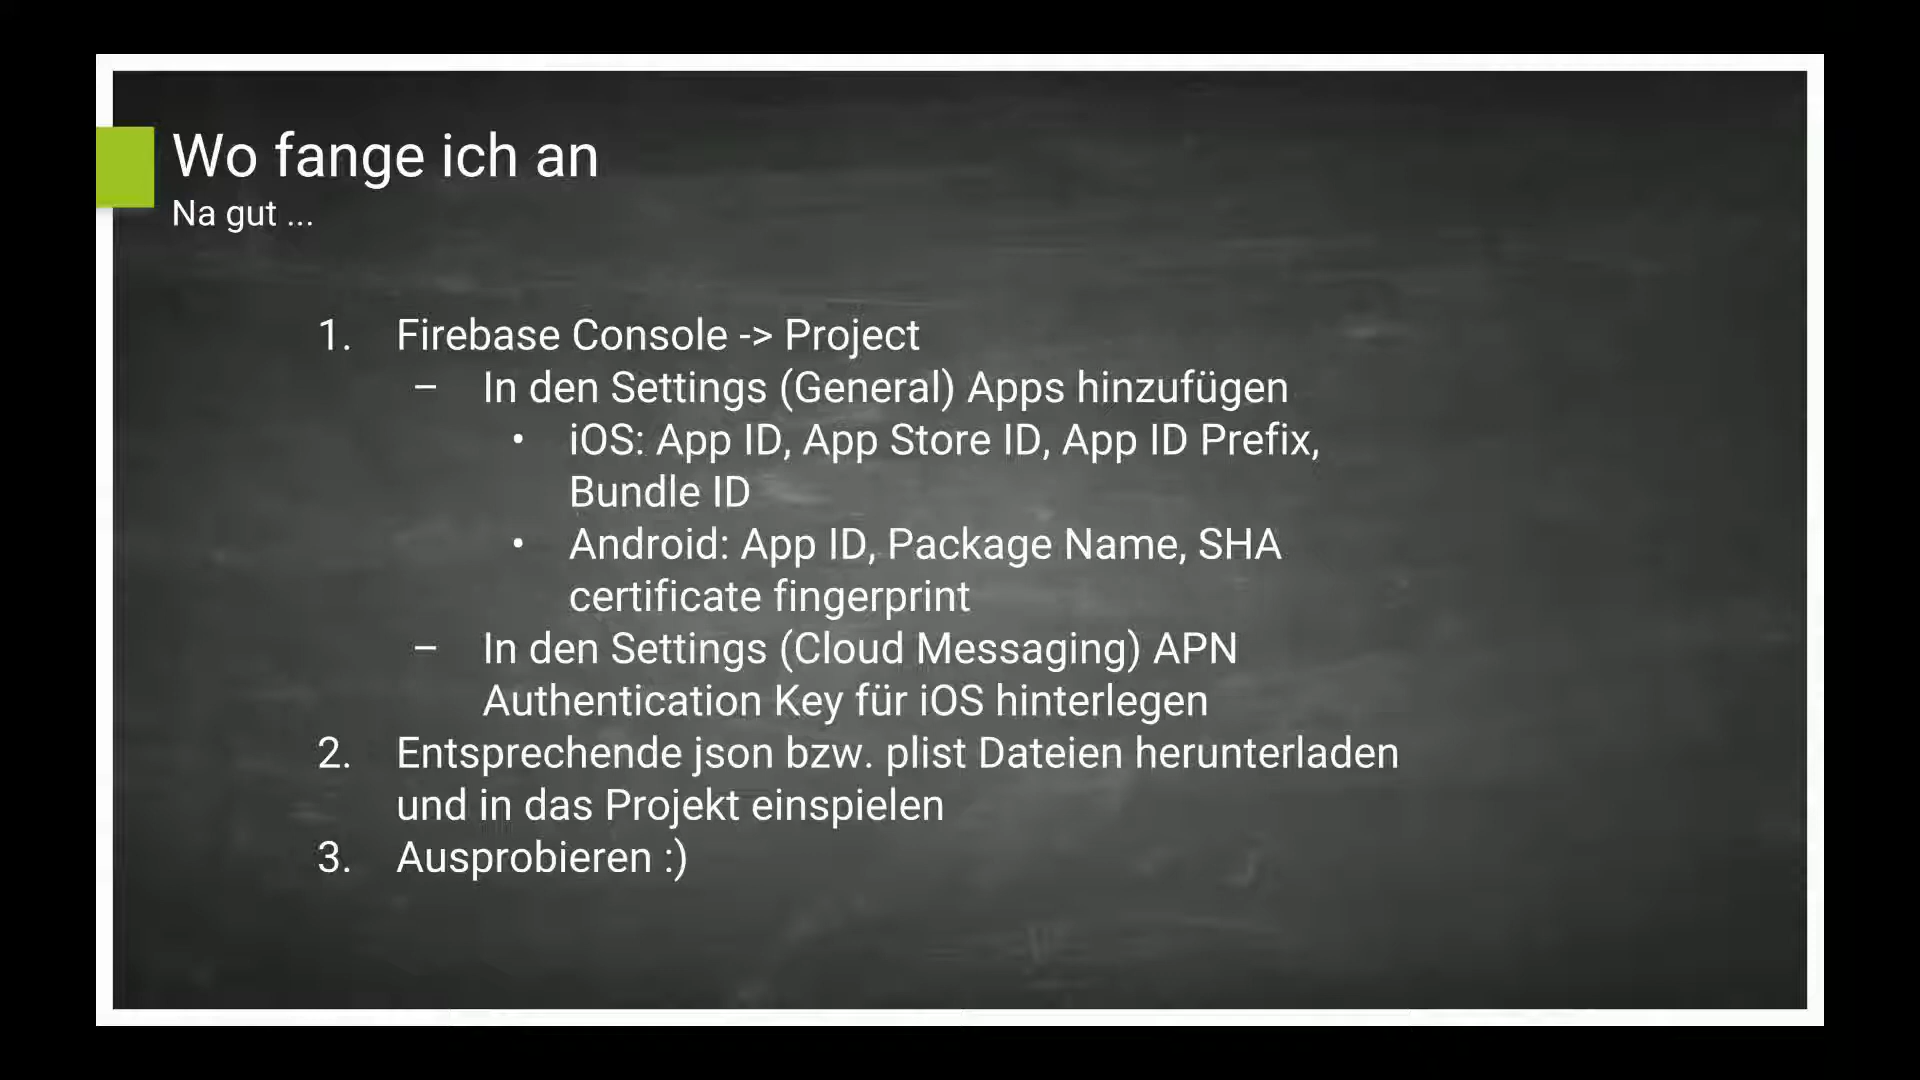 Wo fange ich an
Na gut ...
1. Firebase Console -> Project
– In den Settings (General) Apps hinzufügen
• iOS: App ID, App Store ID, App ID Prefix,
Bundle ID
• Android: App ID, Package Name, SHA
certificate fingerprint
– In den Settings (Cloud Messaging) APN
Authentication Key für iOS hinterlegen
2. Entsprechende json bzw. plist Dateien herunterladen
und in das Projekt einspielen
3. Ausprobieren :)